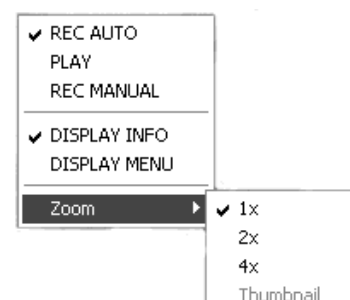 REC AUTO
PLAY
REC MANUAL
DISPLAY INFO
DISPLAY MENU
Zoom
1x
2x
4x
Thumbnail